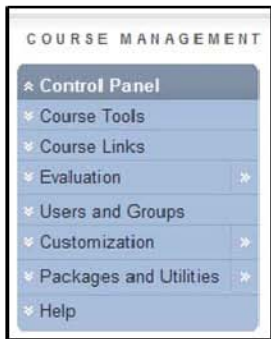 COURSE MANAGEMENT
Control Panel
Course Tools
Course Links
Evaluation
Users and Groups
Customization
Packages and Utilities
Help